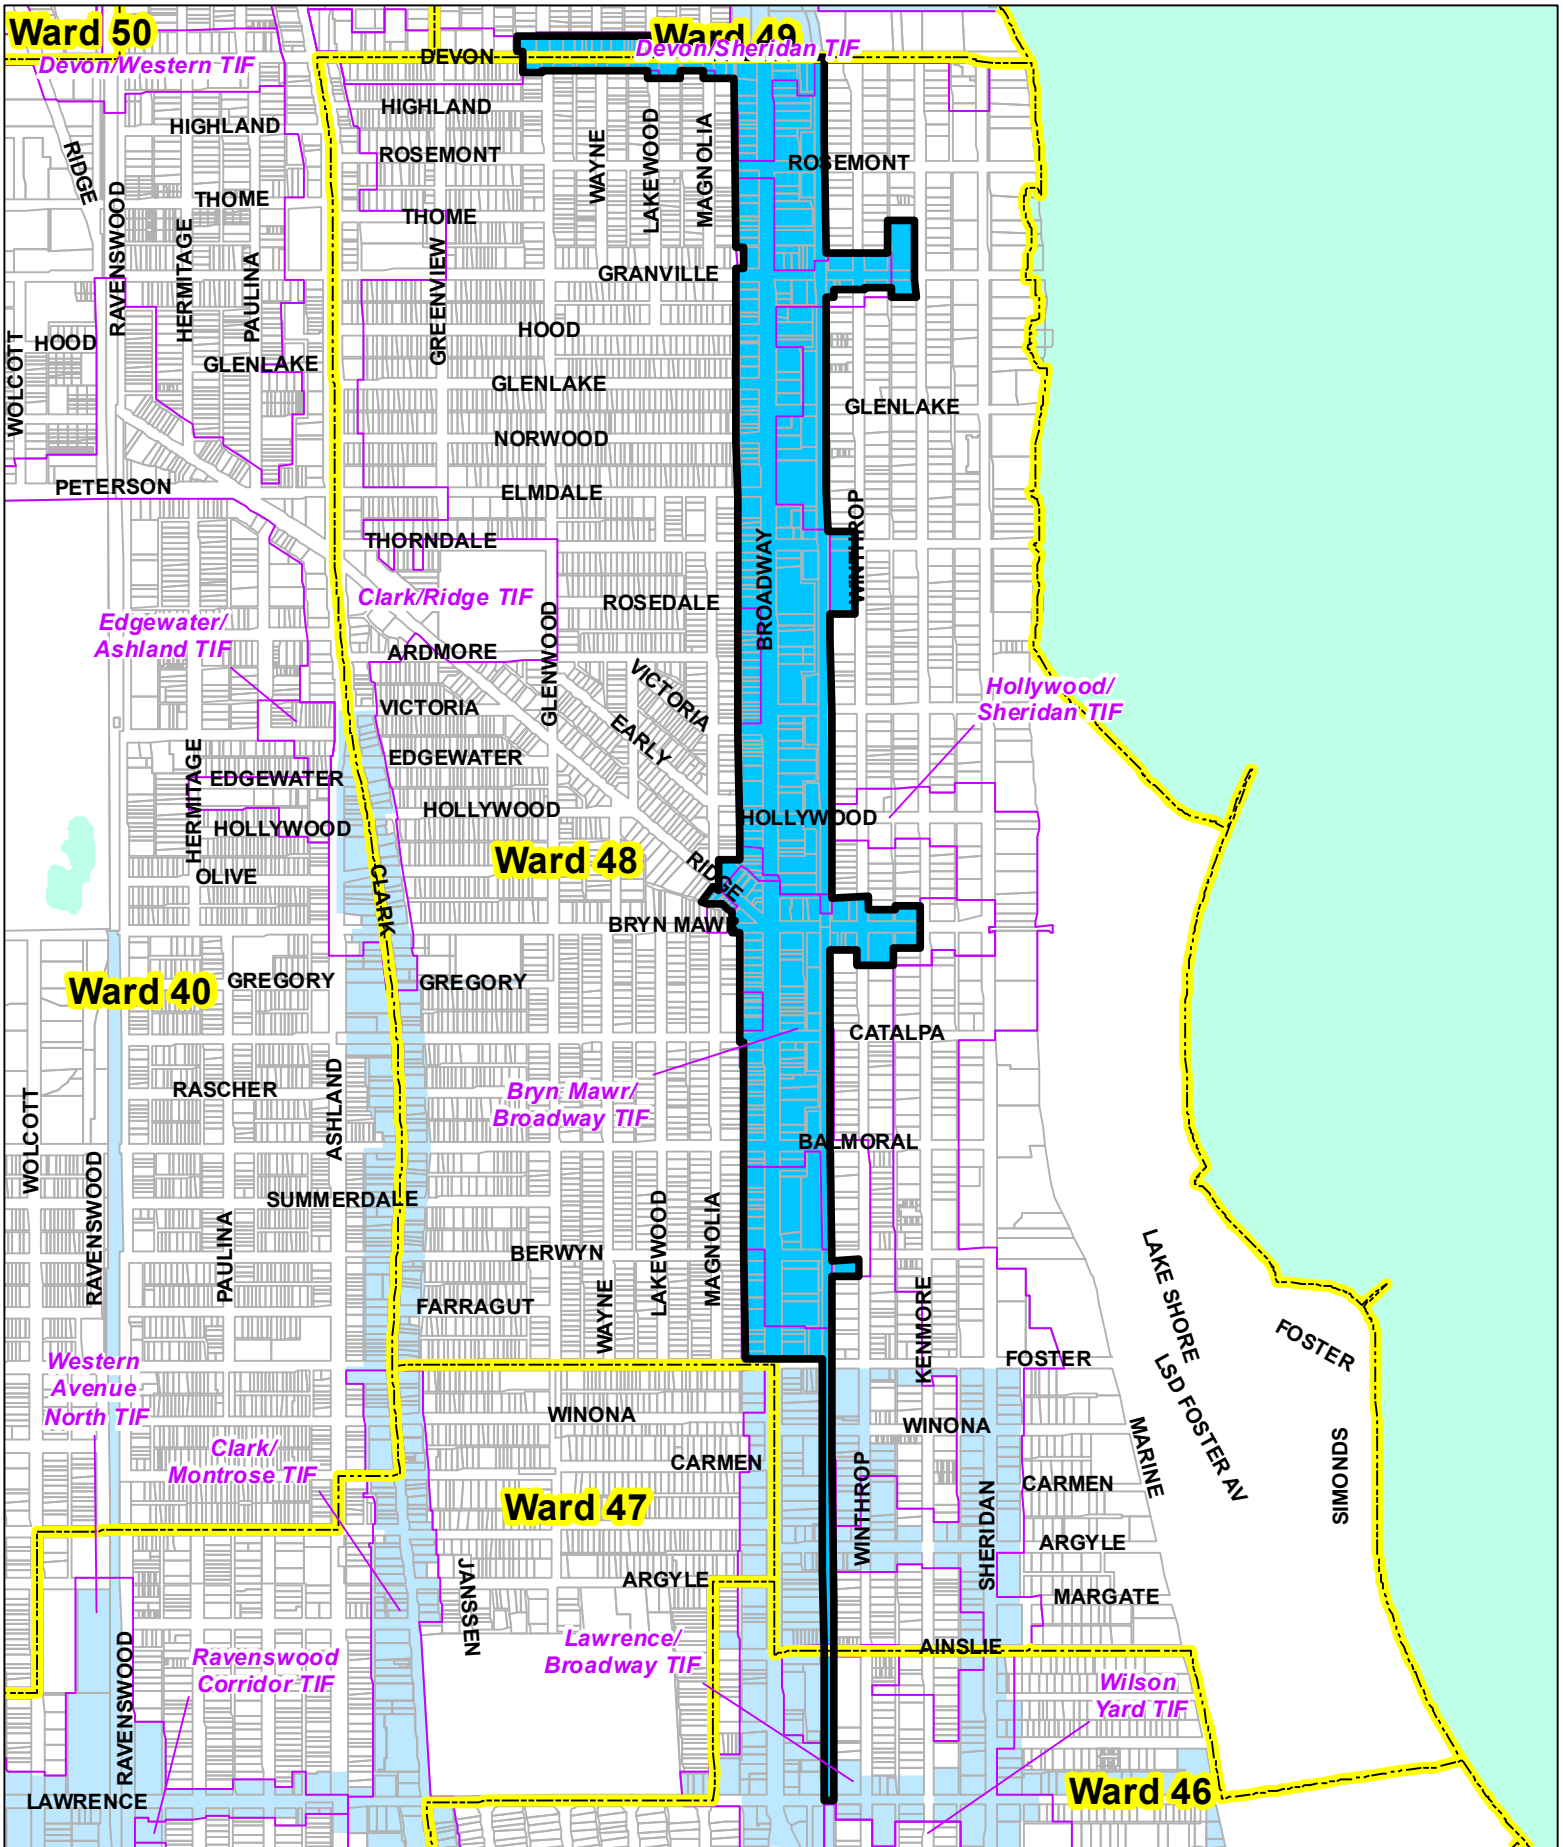 Ward 50
Ward 49
Devon/Western TIF
DEVON
Devon/Sheridan TIF
HIGHLAND
HIGHLAND
RIDGE
ROSEMONT
WAYNE
LAKEWOOD
MAGNOLIA
ROSEMONT
RAVENSWOOD
THOME
THOME
HERMITAGE
PAULINA
GREENVIEW
GRANVILLE
WOLCOTT
HOOD
HOOD
GLENLAKE
GLENLAKE
GLENLAKE
NORWOOD
PETERSON
ELMDALE
THORNDALE
BROADWAY
WINTHROP
Clark/Ridge TIF
ROSEDALE
Edgewater/
Ashland TIF
ARDMORE
GLENWOOD
VICTORIA
VICTORIA
EARLY
Hollywood/
Sheridan TIF
HERMITAGE
EDGEWATER
EDGEWATER
HOLLYWOOD
HOLLYWOOD
HOLLYWOOD
Ward 48
RIDGE
OLIVE
CLARK
BRYN MAW
Ward 40
GREGORY
GREGORY
CATALPA
WOLCOTT
RASCHER
ASHLAND
Bryn Mawr/
Broadway TIF
BALMORAL
RAVENSWOOD
SUMMERDALE
PAULINA
BERWYN
WAYNE
LAKEWOOD
MAGNOLIA
LAKE SHORE
FARRAGUT
KENMORE
FOSTER
FOSTER
Western
Avenue
North TIF
LSD FOSTER AV
WINONA
WINONA
MARINE
SIMONDS
Clark/
Montrose TIF
CARMEN
CARMEN
Ward 47
WINTHROP
SHERIDAN
ARGYLE
ARGYLE
JANSSEN
MARGATE
RAVENSWOOD
Ravenswood
Corridor TIF
Lawrence/
Broadway TIF
AINSLIE
Wilson
Yard TIF
LAWRENCE
Ward 46